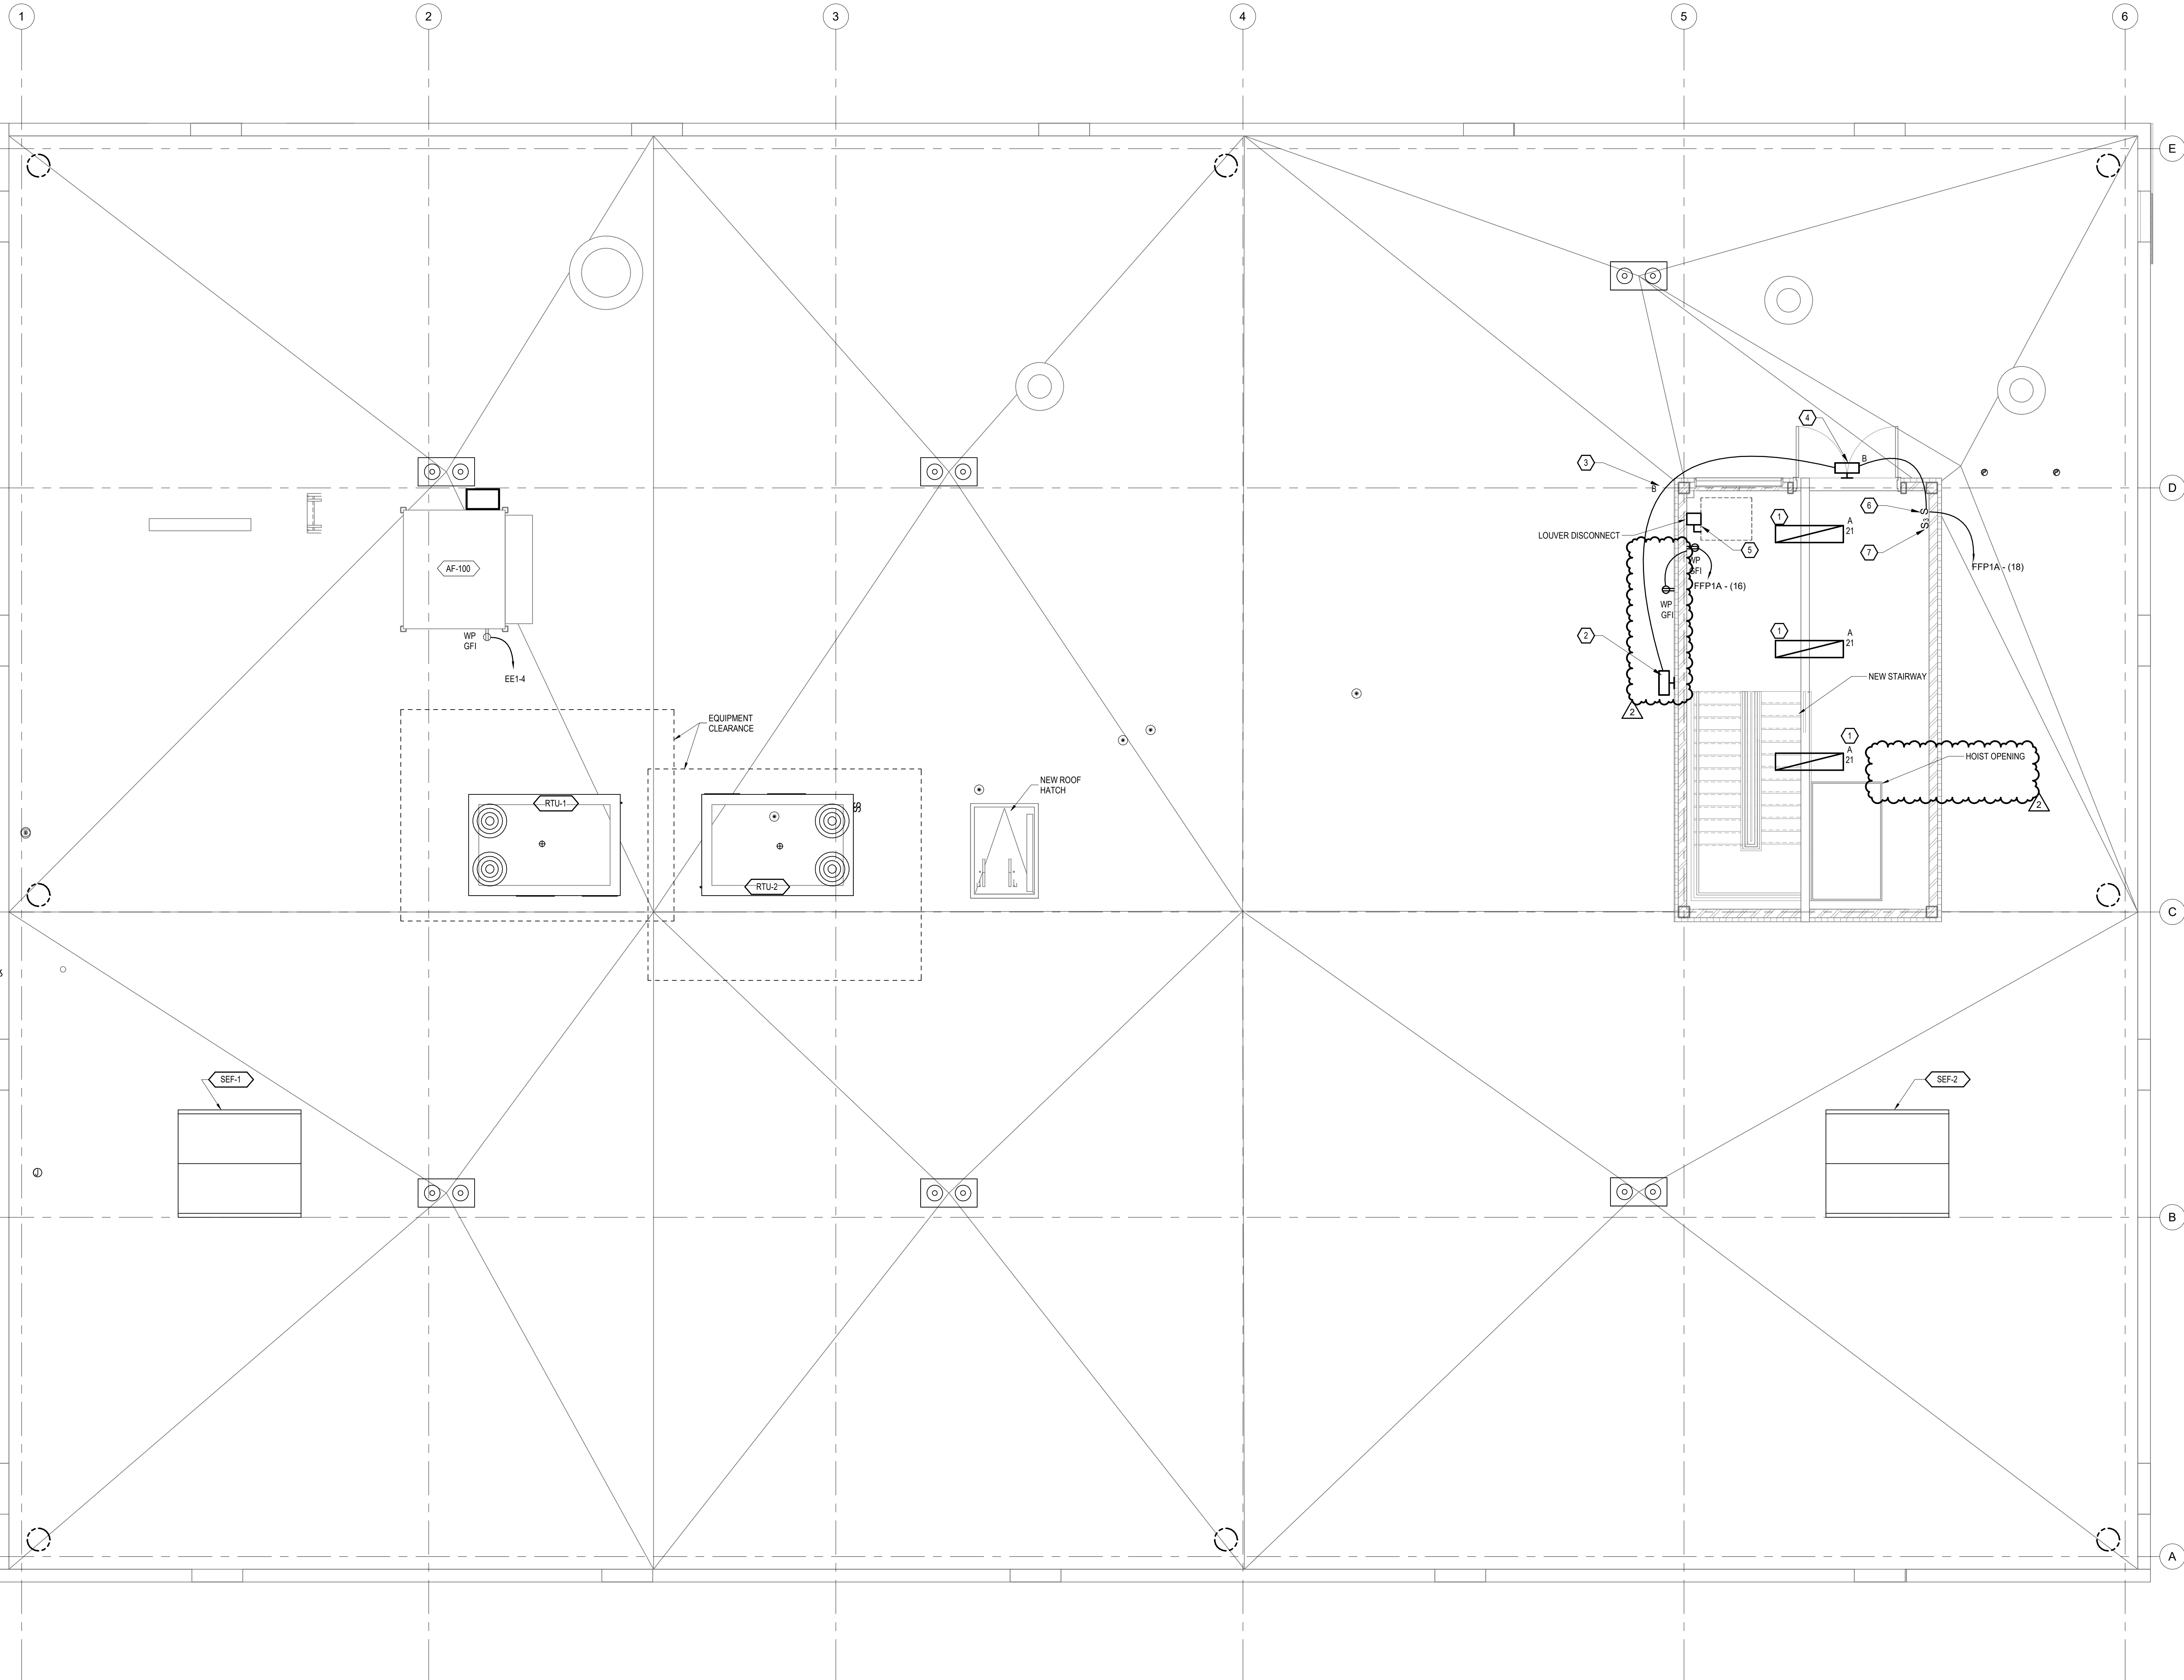 1
2
3
4
5
6
E
4
3
B
B
D
6
S
S3
1
A
21
LOUVER DISCONNECT
5
7
WP
GFI
FFP1A - (16)
FFP1A - (18)
AF-100
WP
GFI
WP
GFI
EE1-4
2
1
A
21
NEW STAIRWAY
2
EQUIPMENT
CLEARANCE
1
A
21
HOIST OPENING
2
NEW ROOF
HATCH
RTU-1
SS
RTU-2
C
SEF-1
SEF-2
J
B
A